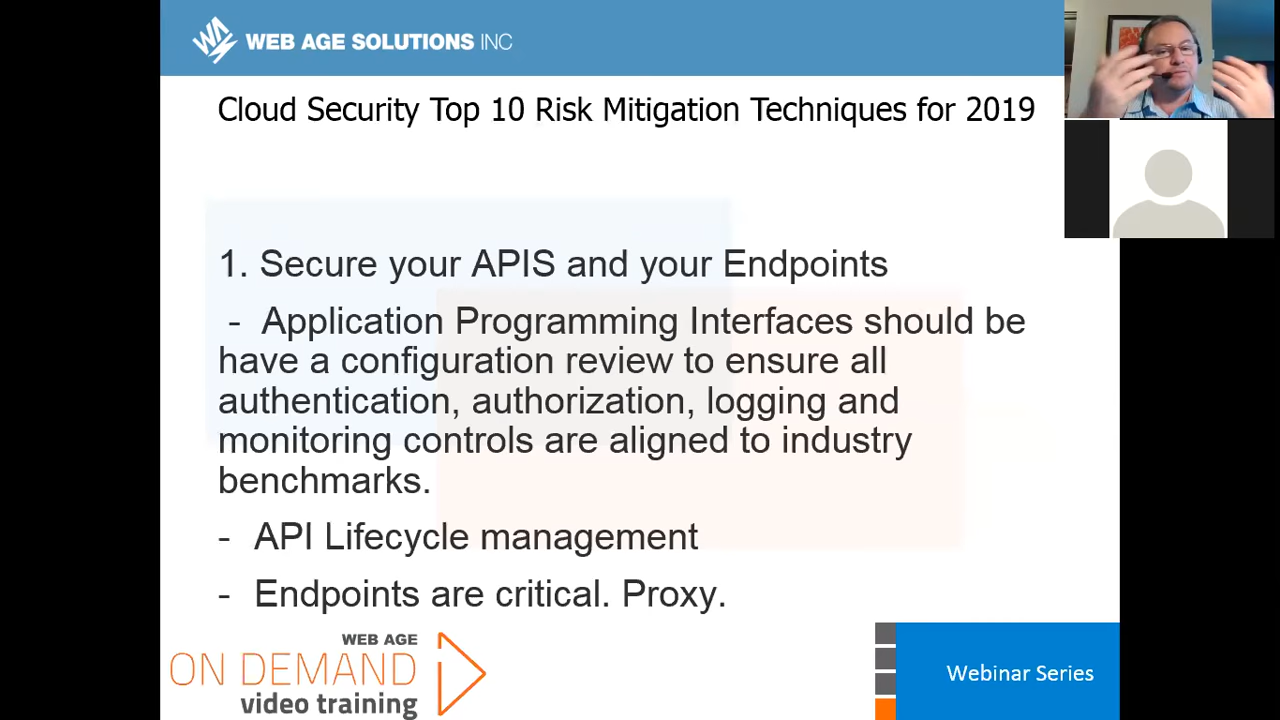 WEB AGE SOLUTIONS INC
Cloud Security Top 10 Risk Mitigation Techniques for 2019
1. Secure your APIS and your Endpoints
- Application Programming Interfaces should be
have a configuration review to ensure all
authentication, authorization, logging and
monitoring controls are aligned to industry
benchmarks.
- API Lifecycle management
- Endpoints are critical. Proxy.
WEB AGE
ON DEMAND
video training
Webinar Series